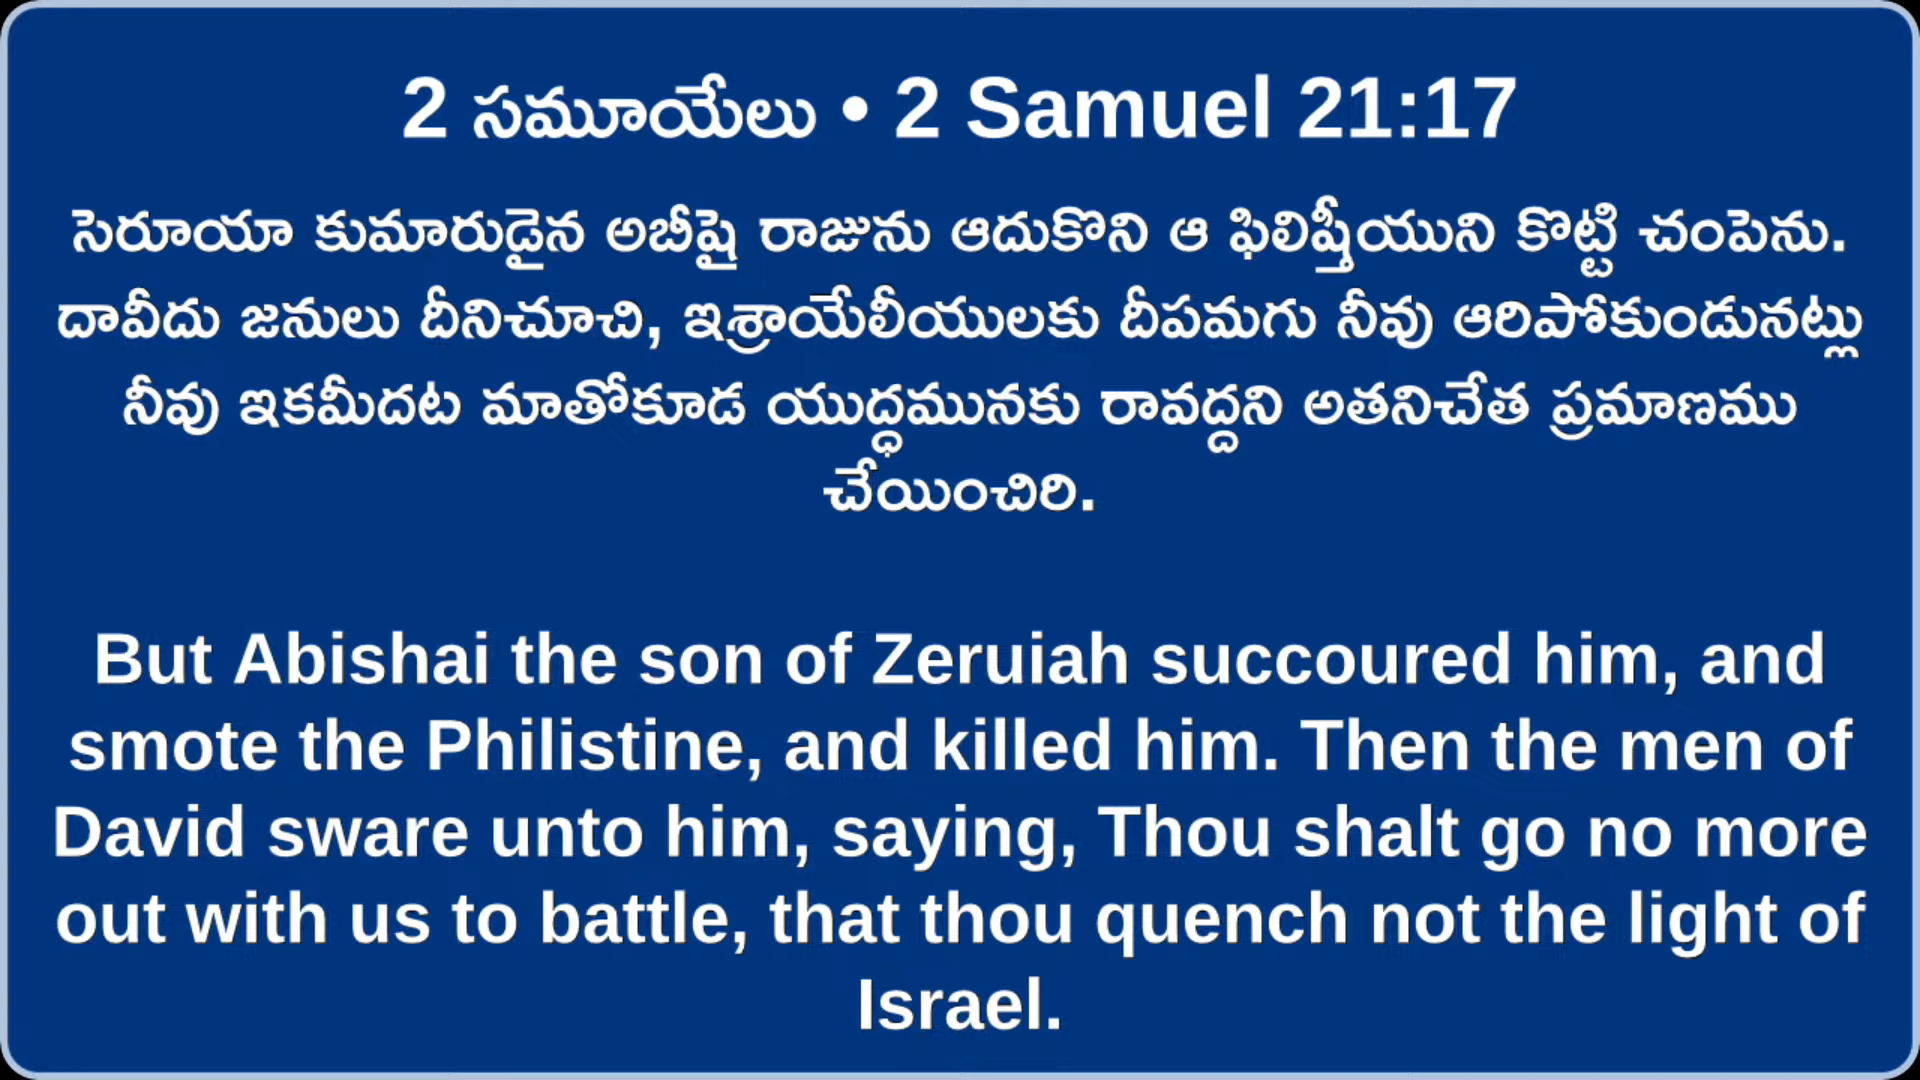 2 సమూయేలు • 2 Samuel 21:17
సెరూయా కుమారుడైన అబీషై రాజును ఆదుకొని ఆ ఫిలిష్తీయుని కొట్టి చంపెను.
దావీదు జనులు దీనిచూచి, ఇశ్రాయేలీయులకు దీపమగు నీవు ఆరిపోకుండునట్లు
నీవు ఇకమీదట మాతోకూడ యుద్ధమునకు రావద్దని అతనిచేత ప్రమాణము
చేయించిరి.
But Abishai the son of Zeruiah succoured him, and
smote the Philistine, and killed him. Then the men of
David sware unto him, saying, Thou shalt go no more
out with us to battle, that thou quench not the light of
Israel.